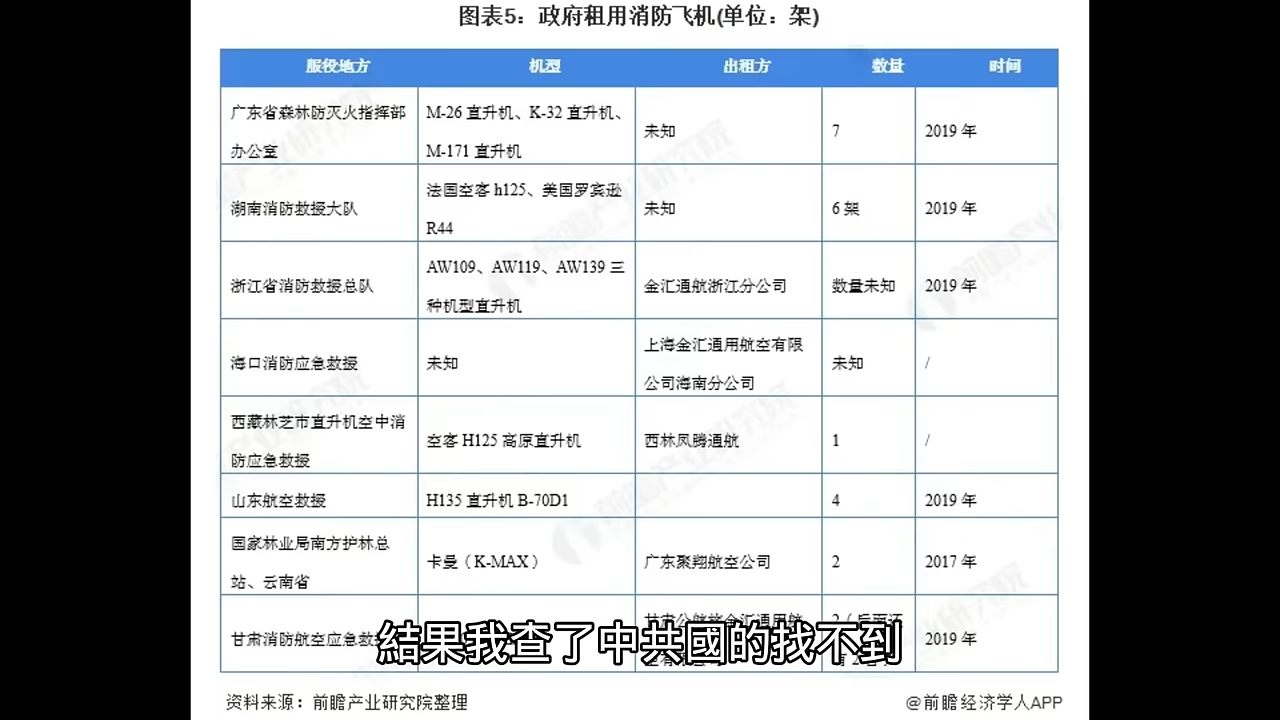 图表5：政府租用消防飞机(单位：架)
服役地方 机型 出租方 数量 时间
广东省森林防灭火指挥部
办公室
M-26 直升机、K-32 直升机、
M-171 直升机
未知
7
2019 年
湖南消防救援大队
法国空客 h125、美国罗宾逊
R44
未知
6 架
2019 年
浙江省消防救援总队
AW109、AW119、AW139 三
种机型直升机
金汇通航浙江分公司
数量未知
2019 年
海口消防应急救援
未知
上海金汇通用航空有限
公司海南分公司
未知
/
西藏林芝市直升机空中消
防应急救援
空客 H125 高原直升机
西林凤腾通航
1
/
山东航空救援
H135 直升机 B-70D1
4
2019 年
国家林业局南方护林总
站、云南省
卡曼（K-MAX）
广东聚翔航空公司
2
2017 年
甘肃消防航空应急救
2019 年
結果我查了中共國的找不到
资料来源：前瞻产业研究院整理
@前瞻经济学人APP